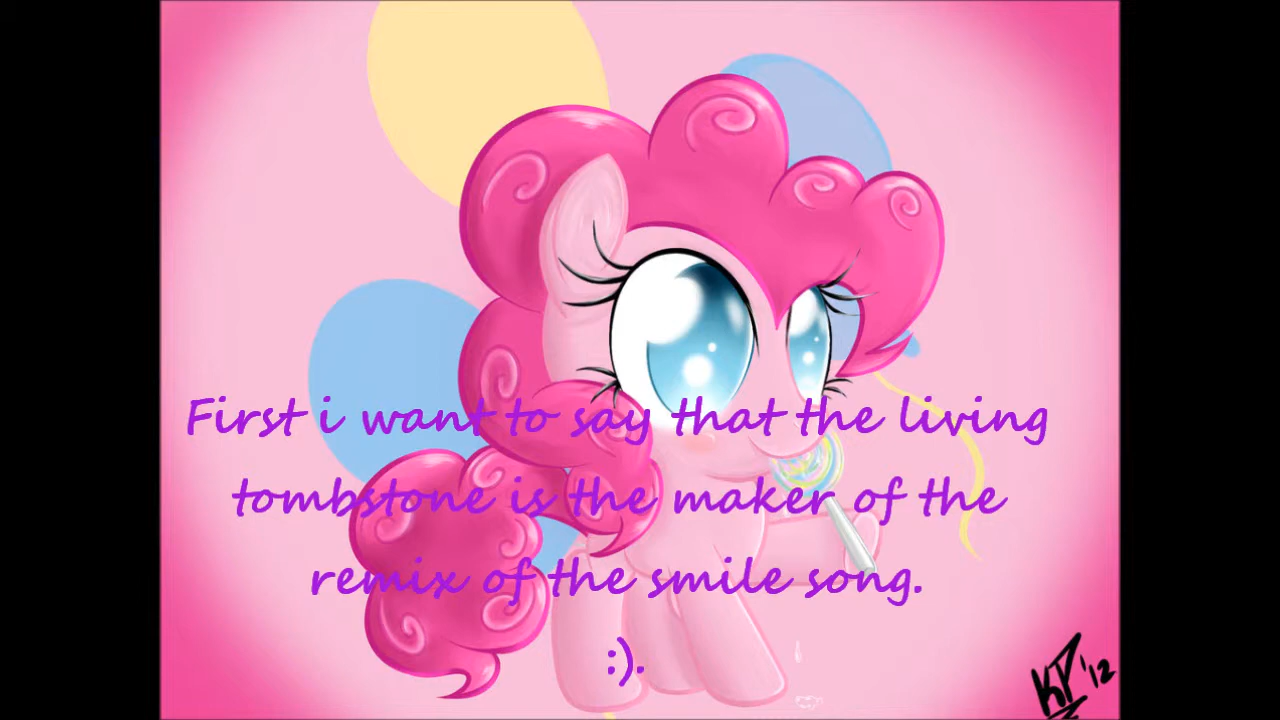 First i want to say that the living
tombstone is the maker of the
remix of the smile song.
:).
KP '12